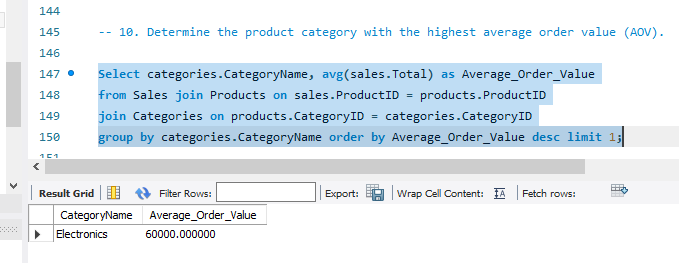 144
145 -- 10. Determine the product category with the highest average order value (AOV).
146
147 Select categories.CategoryName, avg(sales.Total) as Average_Order_Value
148 from Sales join Products on sales.ProductID = products.ProductID
149 join Categories on products.CategoryID = categories.CategoryID
150 group by categories.CategoryName order by Average_Order_Value desc limit 1;
151
Result Grid Filter Rows: Export: Wrap Cell Content: IA Fetch rows:
CategoryName Average_Order_Value
Electronics 60000.000000